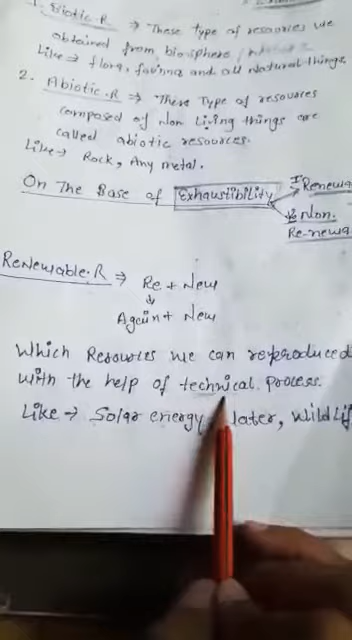 1. Biotic.R → These type of resources we
obtained from biosphere
Like → flora, fauna and all Natural things
2. Abiotic.R → These Type of resources
composed of Non Living things are
called abiotic resources.
Like → Rock, Any metal.
On The Base of Exhaustibility
I Renewa
Non.
Re-newa
Renewable.R ⇒ Re + New
↓
Again + New
Which Resources we can reproduced
with the help of technical. process.
Like → Solar energy, later, Wildlif